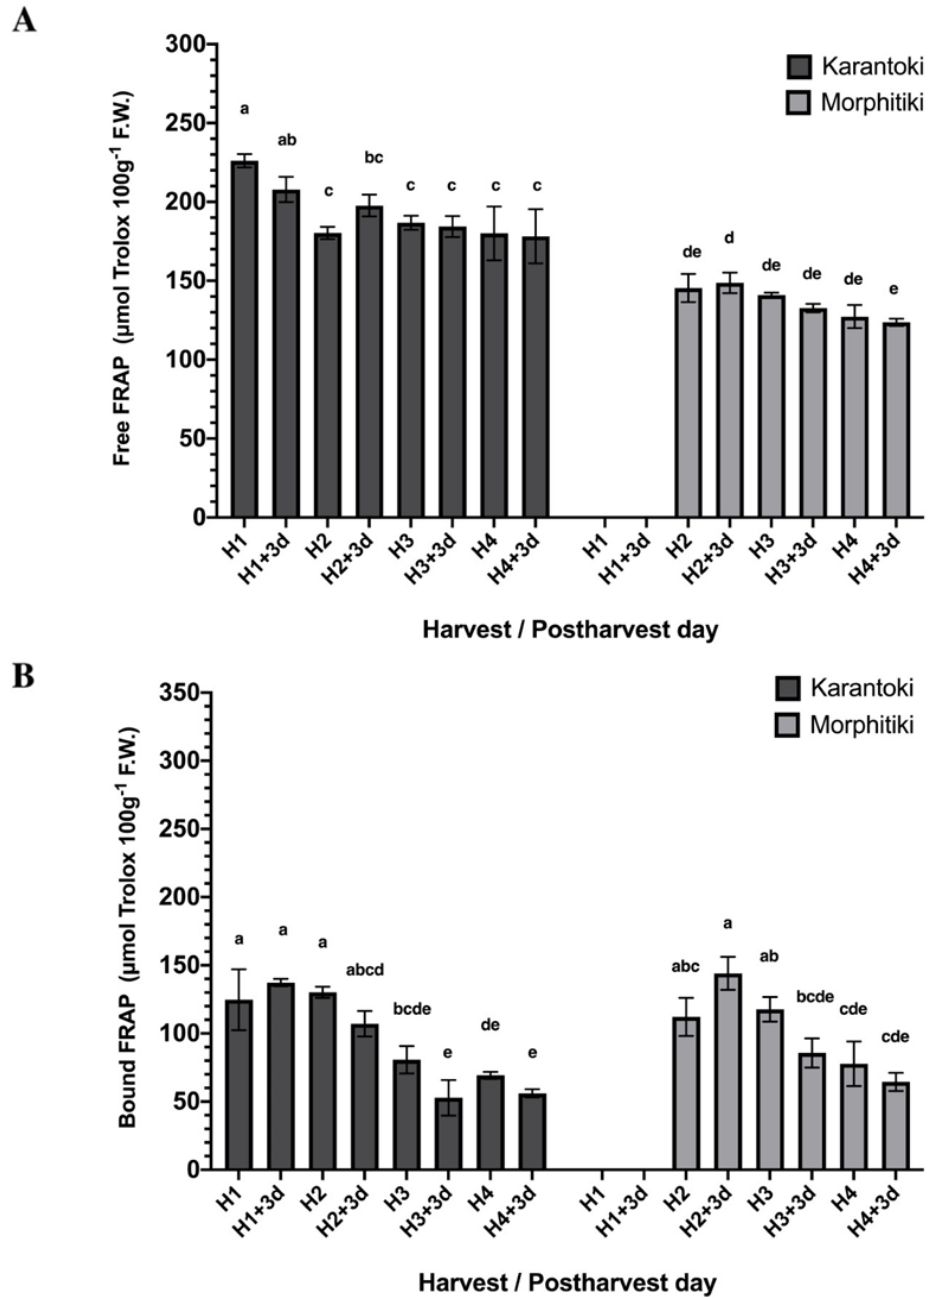 A
300
250
200
150
100
50
0
Free FRAP (µmol Trolox 100g⁻¹ F.W.)
Karantoki
Morphitiki
a
ab
c
bc
c
c
c
c
de
d
de
de
de
e
H1
H1+3d
H2
H2+3d
H3
H3+3d
H4
H4+3d
H1
H1+3d
H2
H2+3d
H3
H3+3d
H4
H4+3d
Harvest / Postharvest day
B
350
300
250
200
150
100
50
0
Bound FRAP (µmol Trolox 100g⁻¹ F.W.)
Karantoki
Morphitiki
a
a
a
abcd
bcde
e
de
e
abc
a
ab
bcde
cde
cde
H1
H1+3d
H2
H2+3d
H3
H3+3d
H4
H4+3d
H1
H1+3d
H2
H2+3d
H3
H3+3d
H4
H4+3d
Harvest / Postharvest day